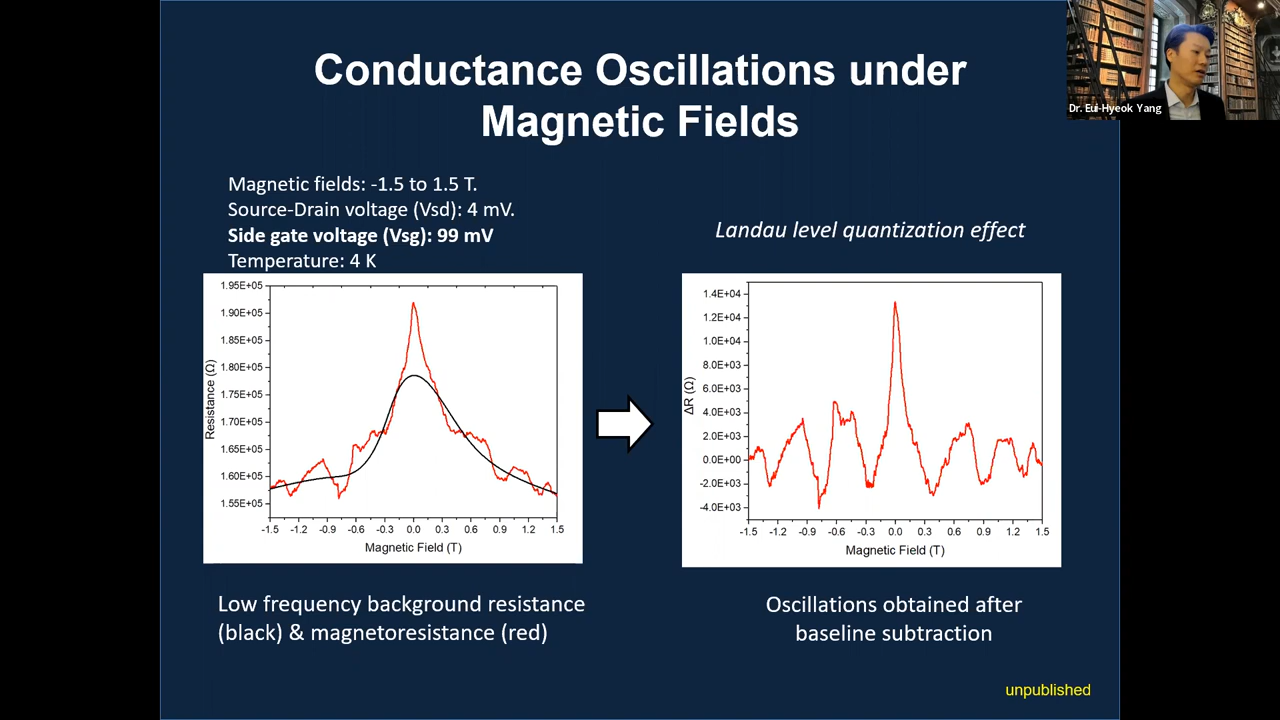 Conductance Oscillations under
Magnetic Fields
Dr. Eui-Hyeok Yang
Magnetic fields: -1.5 to 1.5 T.
Source-Drain voltage (Vsd): 4 mV.
Side gate voltage (Vsg): 99 mV
Temperature: 4 K
Landau level quantization effect
1.95E+05
1.90E+05
1.85E+05
1.80E+05
1.75E+05
1.70E+05
1.65E+05
1.60E+05
1.55E+05
Resistance (Ω)
-1.5 -1.2 -0.9 -0.6 -0.3 0.0 0.3 0.6 0.9 1.2 1.5
Magnetic Field (T)
1.4E+04
1.2E+04
1.0E+04
8.0E+03
6.0E+03
4.0E+03
2.0E+03
0.0E+00
-2.0E+03
-4.0E+03
ΔR (Ω)
-1.5 -1.2 -0.9 -0.6 -0.3 0.0 0.3 0.6 0.9 1.2 1.5
Magnetic Field (T)
Low frequency background resistance
(black) & magnetoresistance (red)
Oscillations obtained after
baseline subtraction
unpublished